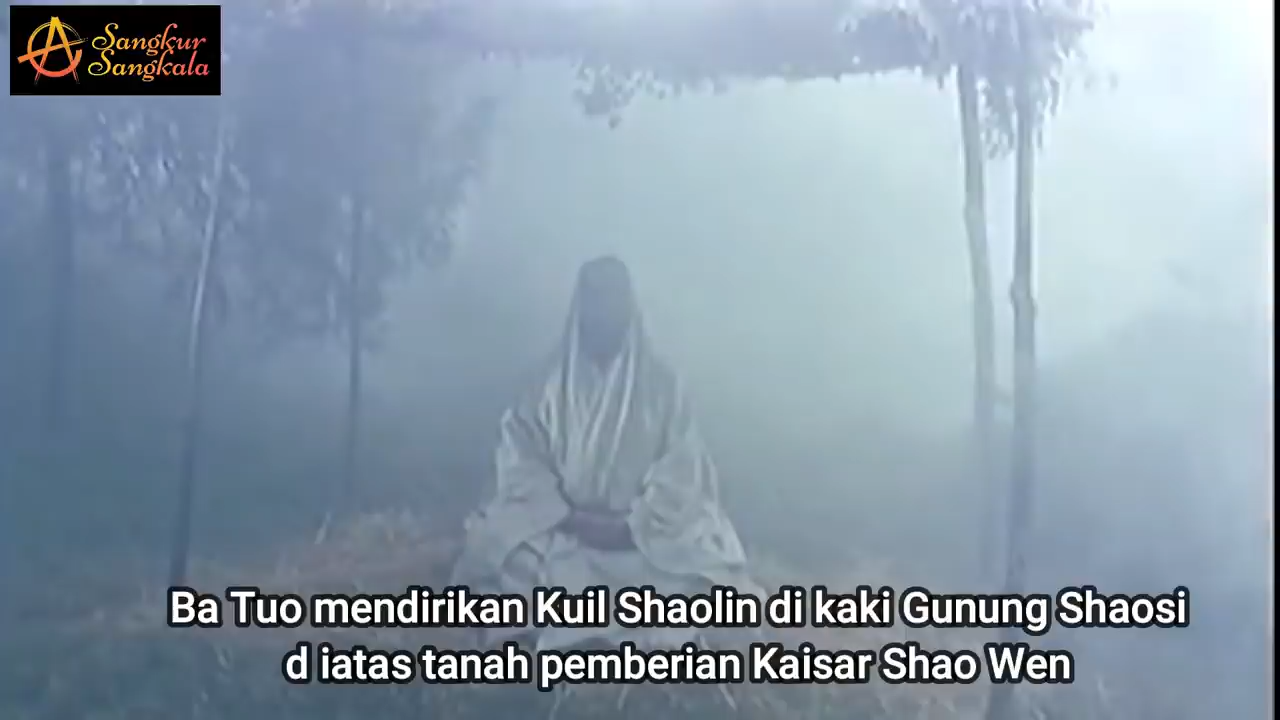 Sangkur
Sangkala
Ba Tuo mendirikan Kuil Shaolin di kaki Gunung Shaosi
d iatas tanah pemberian Kaisar Shao Wen